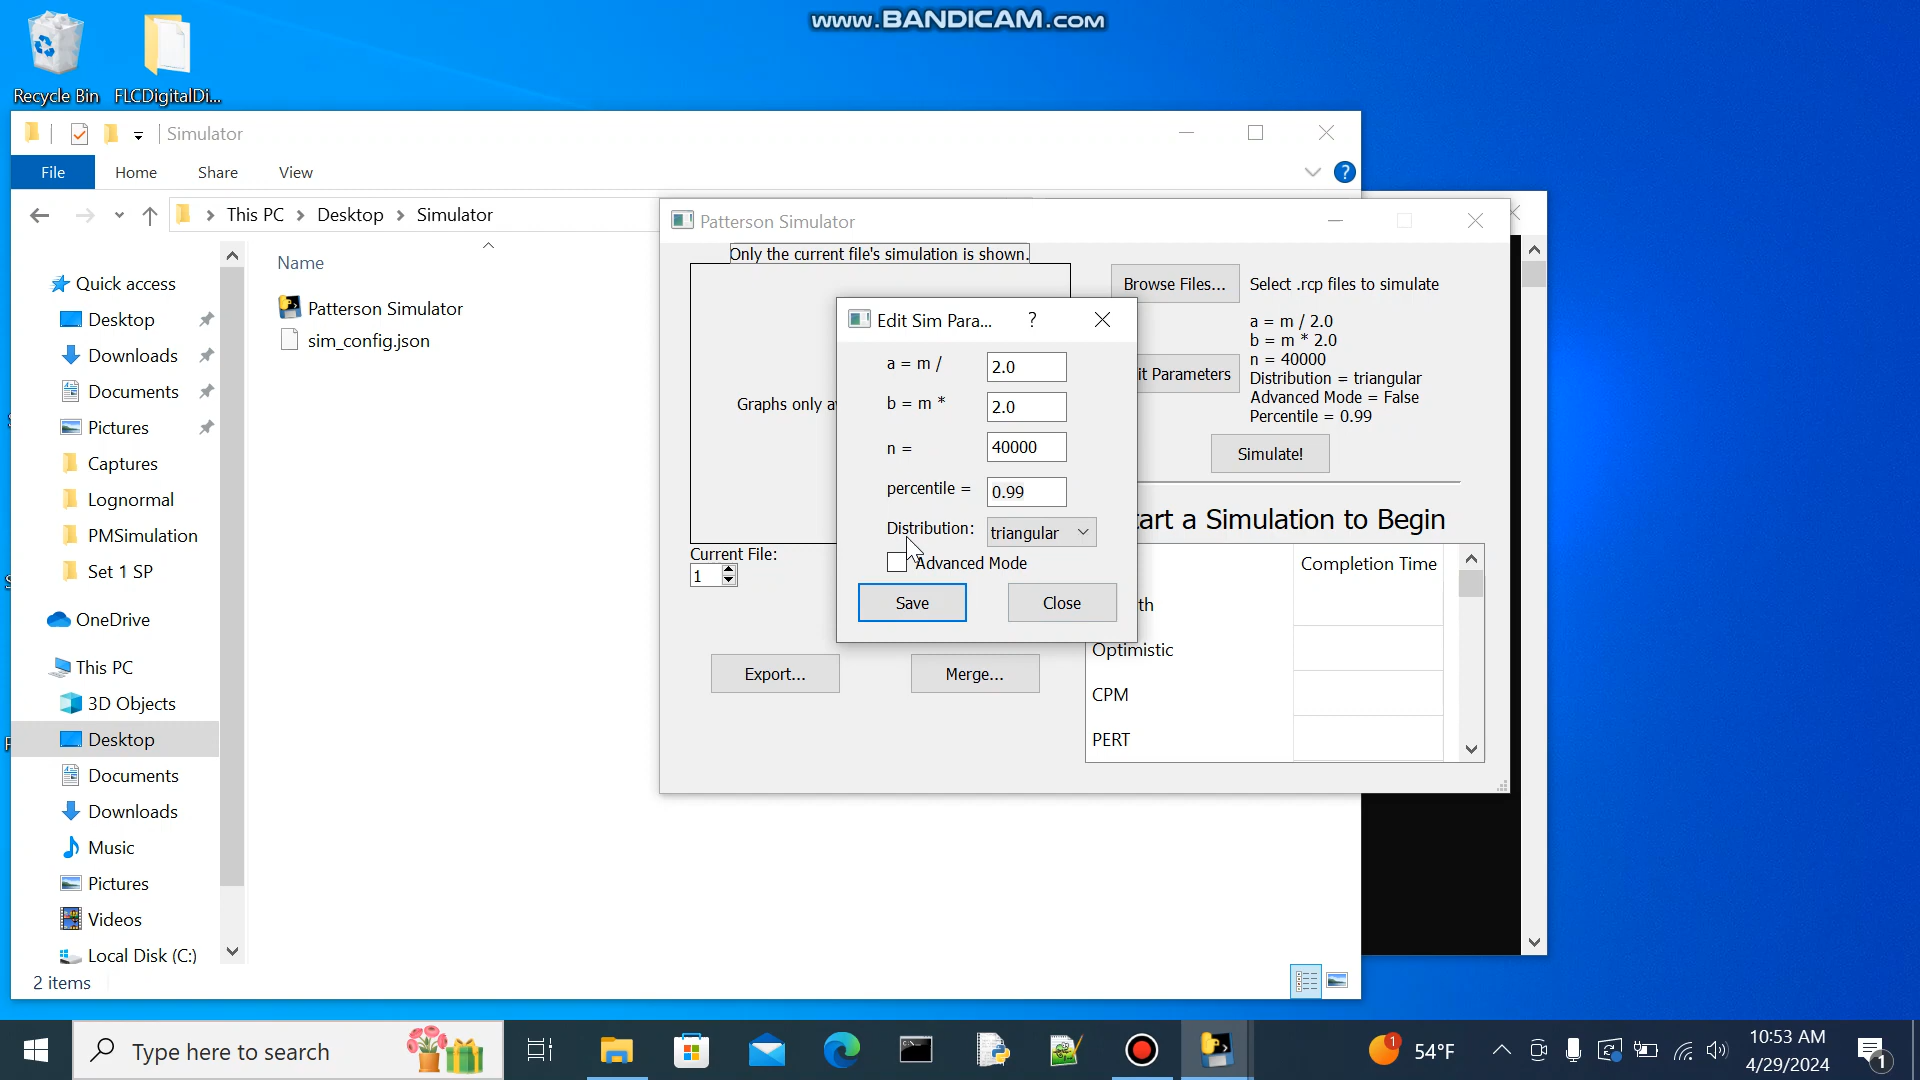 www.BANDICAM.com
Recycle Bin
FLCDigitalDi...
Simulator
File
Home
Share
View
This PC
Desktop
Simulator
Name
Patterson Simulator
sim_config.json
Quick access
Desktop
Downloads
Documents
Pictures
Captures
Lognormal
PMSimulation
Set 1 SP
OneDrive
This PC
3D Objects
Desktop
Documents
Downloads
Music
Pictures
Videos
Local Disk (C:)
2 items
Patterson Simulator
Only the current file's simulation is shown.
Graphs only a
Current File:
1
Export...
Merge...
Browse Files...
Select .rcp files to simulate
it Parameters
a = m / 2.0
b = m * 2.0
n = 40000
Distribution = triangular
Advanced Mode = False
Percentile = 0.99
Simulate!
tart a Simulation to Begin
Completion Time
th
Optimistic
CPM
PERT
Edit Sim Para...
?
a = m /
2.0
b = m *
2.0
n =
40000
percentile =
0.99
Distribution:
triangular
Advanced Mode
Save
Close
Type here to search
1
54°F
10:53 AM
4/29/2024
1